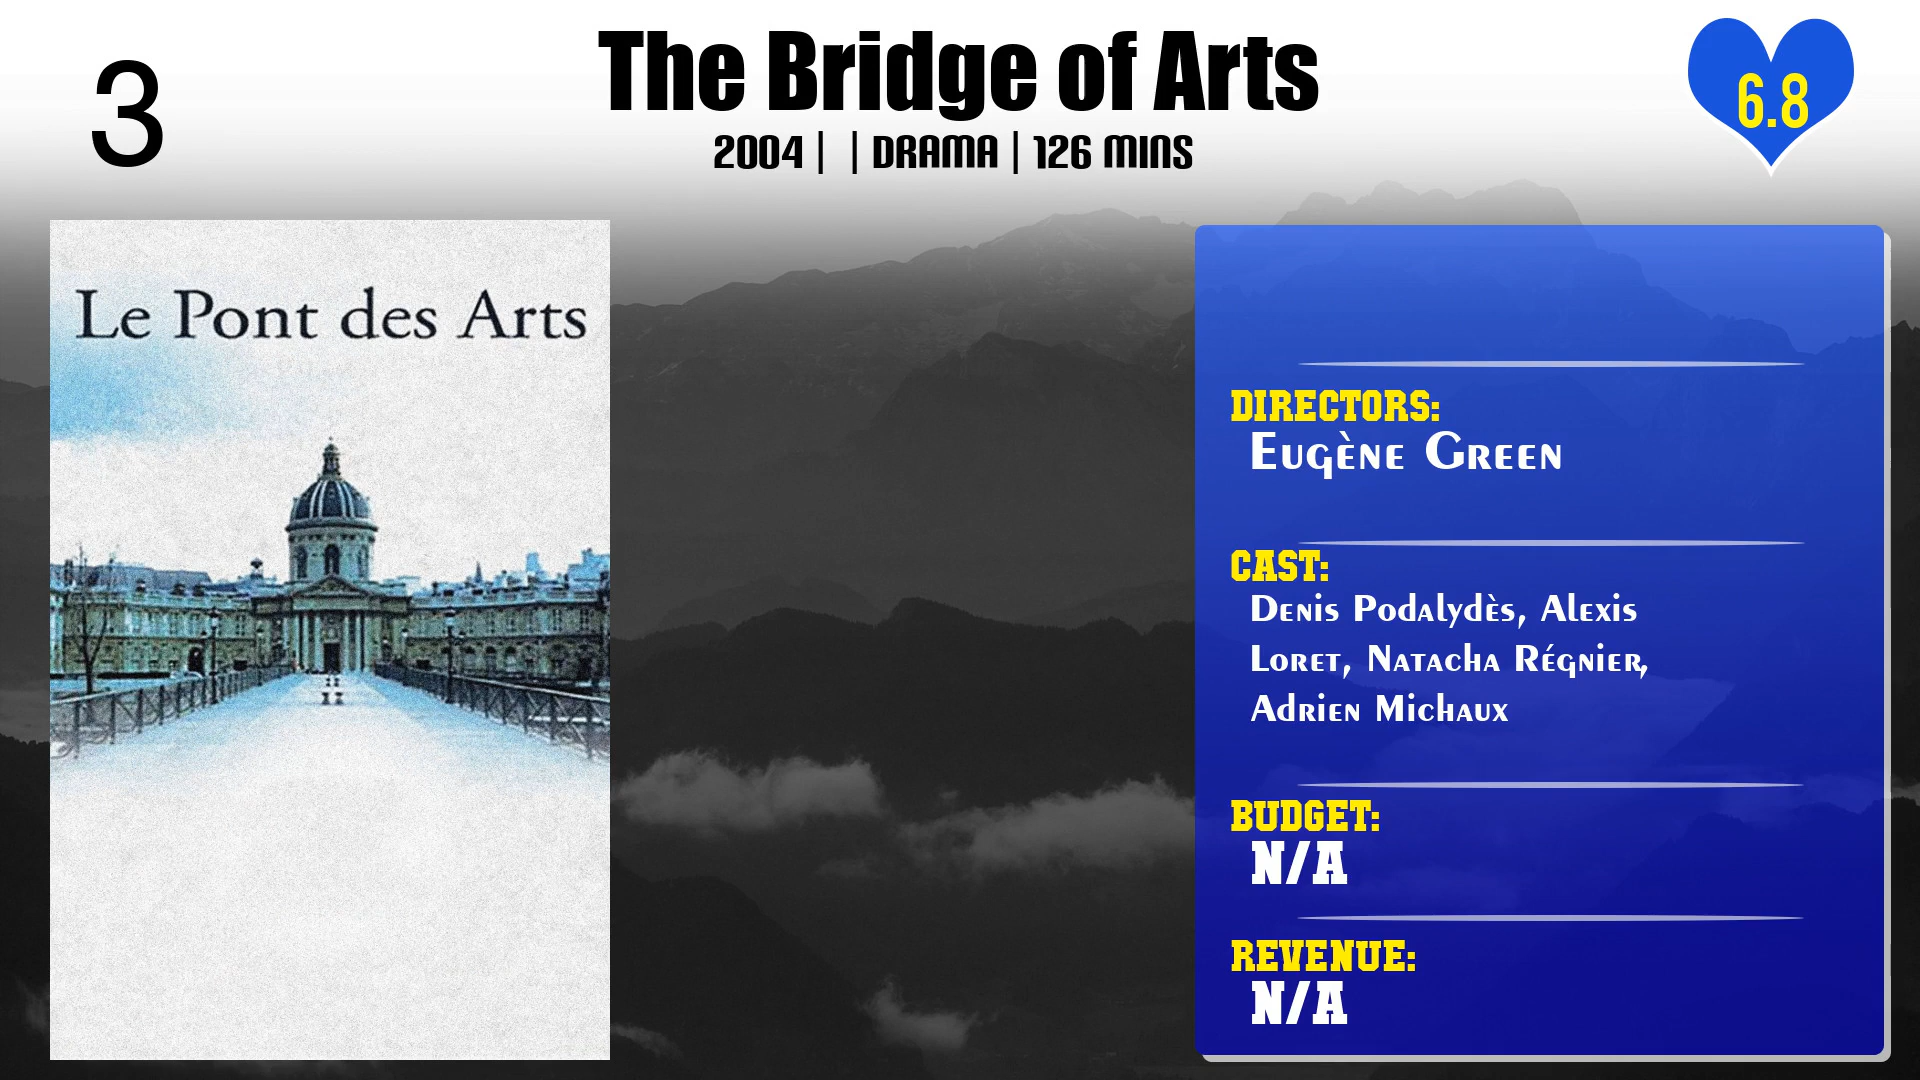 3
The Bridge of Arts
2004 | | DRAMA | 126 MINS
6.8
Le Pont des Arts
DIRECTORS:
Eugène Green
CAST:
Denis Podalydès, Alexis
Loret, Natacha Régnier,
Adrien Michaux
BUDGET:
N/A
REVENUE:
N/A